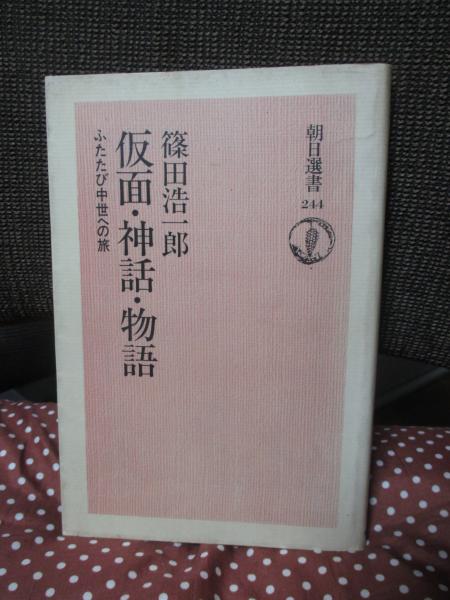 朝日選書
244
篠田浩一郎
仮面・神話・物語
ふたたび中世への旅